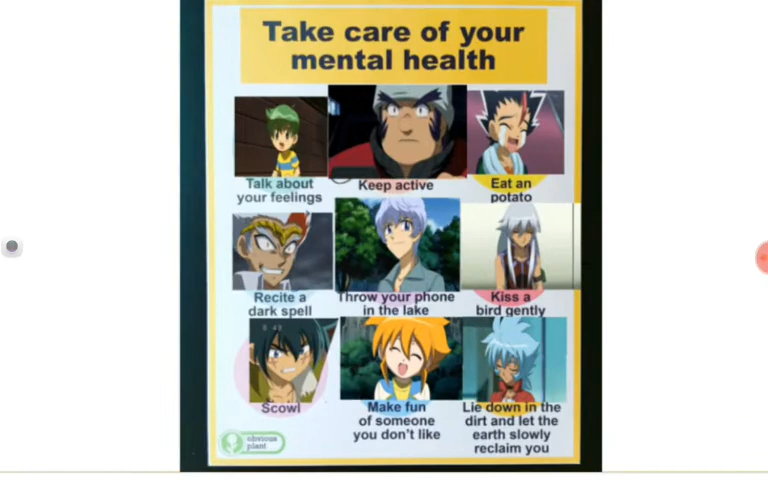 Take care of your
mental health
Talk about
your feelings
Keep active
Eat an
potato
Recite a
dark spell
Throw your phone
in the lake
Kiss a
bird gently
Scowl
Make fun
of someone
you don't like
Lie down in the
dirt and let the
earth slowly
reclaim you
obvious
plant